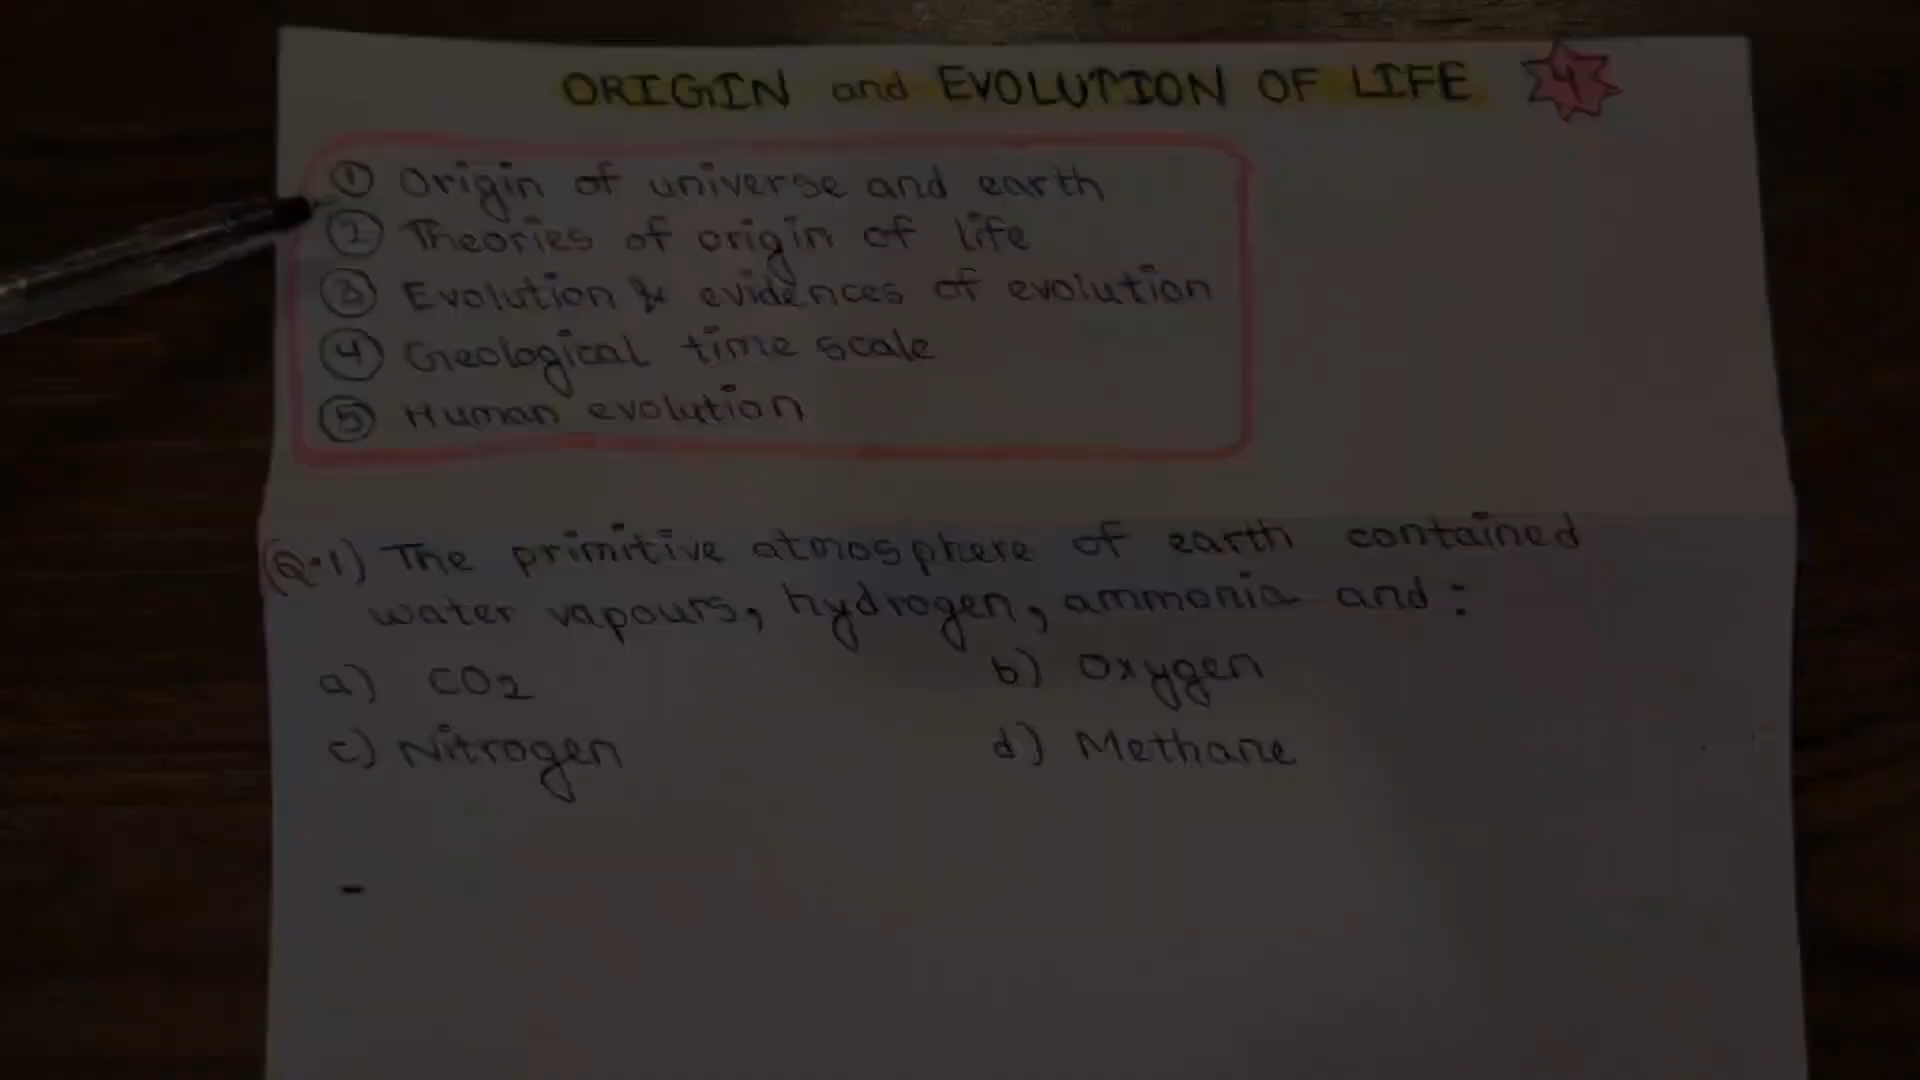 ORIGIN and EVOLUTION OF LIFE 4
1 Origin of universe and earth
2 Theories of origin of life
3 Evolution & evidences of evolution
4 Geological time scale
5 Human evolution
(Q.1) The primitive atmosphere of earth contained
water vapours, hydrogen, ammonia and :
a) CO2 b) Oxygen
c) Nitrogen d) Methane